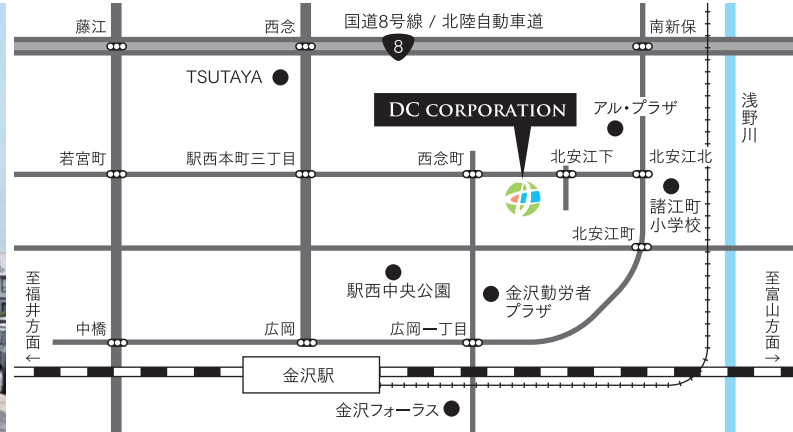 国道8号線 / 北陸自動車道
藤江
西念
8
南新保
TSUTAYA
DC CORPORATION
アル・プラザ
浅野川
若宮町
駅西本町三丁目
西念町
北安江下
北安江北
諸江町
小学校
北安江町
至福井方面←
駅西中央公園
金沢勤労者
プラザ
至富山方面→
中橋
広岡
広岡一丁目
金沢駅
金沢フォーラス